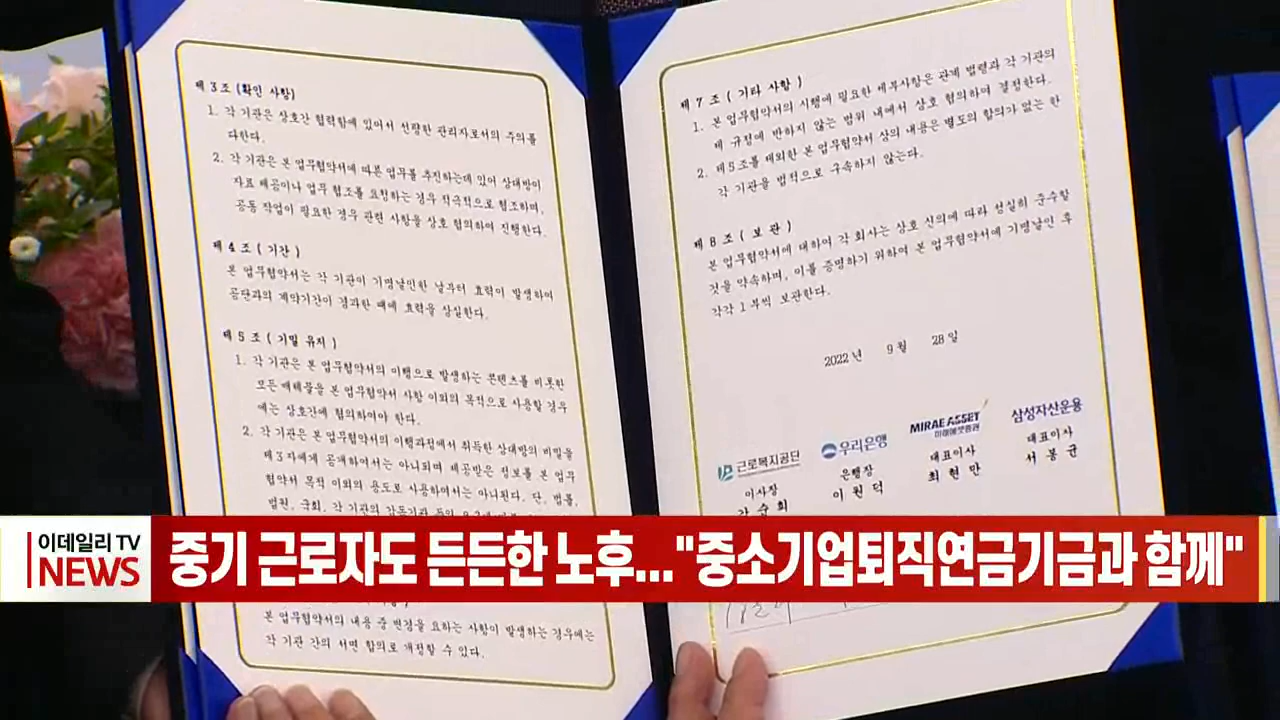 제 3 조 (확인 사항)
1. 각 기관은 상호간 협력함에 있어서 선량한 관리자로서의 주의를
다한다.
2. 각 기관은 본 업무협약서에 따른 업무를 추진하는데 있어 상대방이
자료 제공이나 업무 협조를 요청하는 경우 적극적으로 협조하며,
공동 작업이 필요한 경우 관련 사항을 상호 협의하여 진행한다.
제 4 조 ( 기간 )
본 업무협약서는 각 기관이 기명날인한 날부터 효력이 발생하여
공단과의 계약기간이 경과한 때에 효력을 상실한다.
제 5 조 ( 기밀 유지 )
1. 각 기관은 본 업무협약서의 이행으로 발생하는 콘텐츠를 비롯한
모든 매체물을 본 업무협약서 사항 이외의 목적으로 사용할 경우
에는 상호간에 협의하여야 한다.
2. 각 기관은 본 업무협약서의 이행과정에서 취득한 상대방의 비밀을
제3자에게 공개하여서는 아니되며 제공받은 정보를 본 업무
협약서 목적 이외의 용도로 사용하여서는 아니된다. 단, 법률,
법원, 국회, 각 기관의 감독기관 등의
본 업무협약서의 내용 중 변경을 요하는 사항이 발생하는 경우에는
각 기관 간의 서면 합의로 개정할 수 있다.
제 7 조 ( 기타 사항 )
1. 본 업무협약서의 시행에 필요한 세부사항은 관계 법령과 각 기관의
제 규정에 반하지 않는 범위 내에서 상호 협의하여 결정한다.
2. 제5조를 제외한 본 업무협약서 상의 내용은 별도의 합의가 없는 한
각 기관을 법적으로 구속하지 않는다.
제 8 조 ( 보 관 )
본 업무협약서에 대하여 각 회사는 상호 신의에 따라 성실히 준수할
것을 약속하며, 이를 증명하기 위하여 본 업무협약서에 기명날인 후
각각 1부씩 보관한다.
2022 년 9 월 28 일
근로복지공단 우리은행 MIRAE ASSET 미래에셋증권 삼성자산운용
이사장 은행장 대표이사 대표이사
강 순 희 이 원 덕 최 현 만 서 봉 균
이데일리 TV
NEWS
중기 근로자도 든든한 노후..."중소기업퇴직연금기금과 함께"